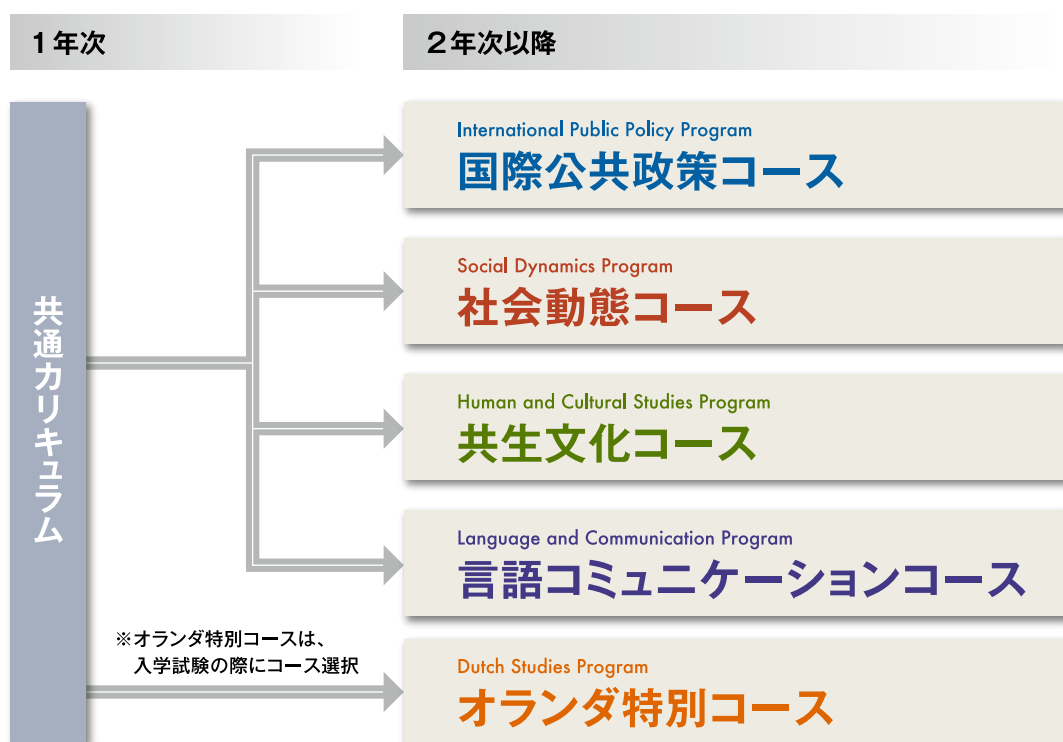 1年次
2年次以降
共通カリキュラム
International Public Policy Program
国際公共政策コース
Social Dynamics Program
社会動態コース
Human and Cultural Studies Program
共生文化コース
Language and Communication Program
言語コミュニケーションコース
※オランダ特別コースは、
入学試験の際にコース選択
Dutch Studies Program
オランダ特別コース